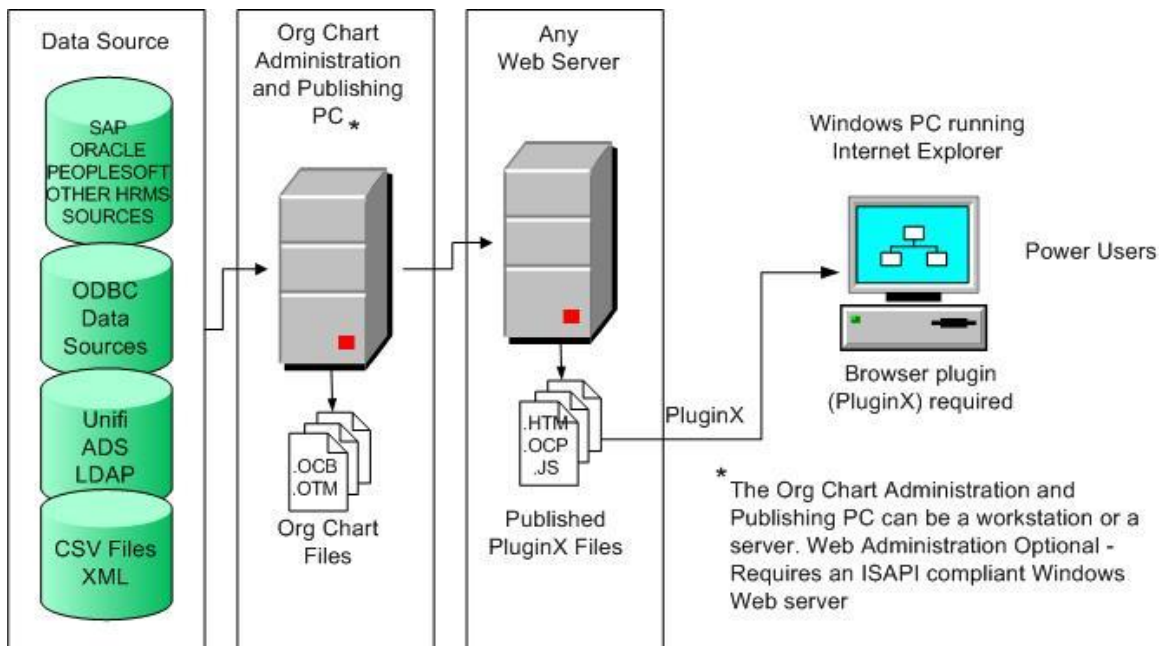 Data Source
SAP
ORACLE
PEOPLESOFT
OTHER HRMS
SOURCES
ODBC
Data
Sources
Unifi
ADS
LDAP
CSV Files
XML
Org Chart
Administration
and Publishing
PC *
.OCB
.OTM
Org Chart
Files
Any
Web Server
.HTM
.OCP
.JS
Published
PluginX Files
PluginX
Windows PC running
Internet Explorer
Power Users
Browser plugin
(PluginX) required
* The Org Chart Administration and
Publishing PC can be a workstation or a
server. Web Administration Optional -
Requires an ISAPI compliant Windows
Web server